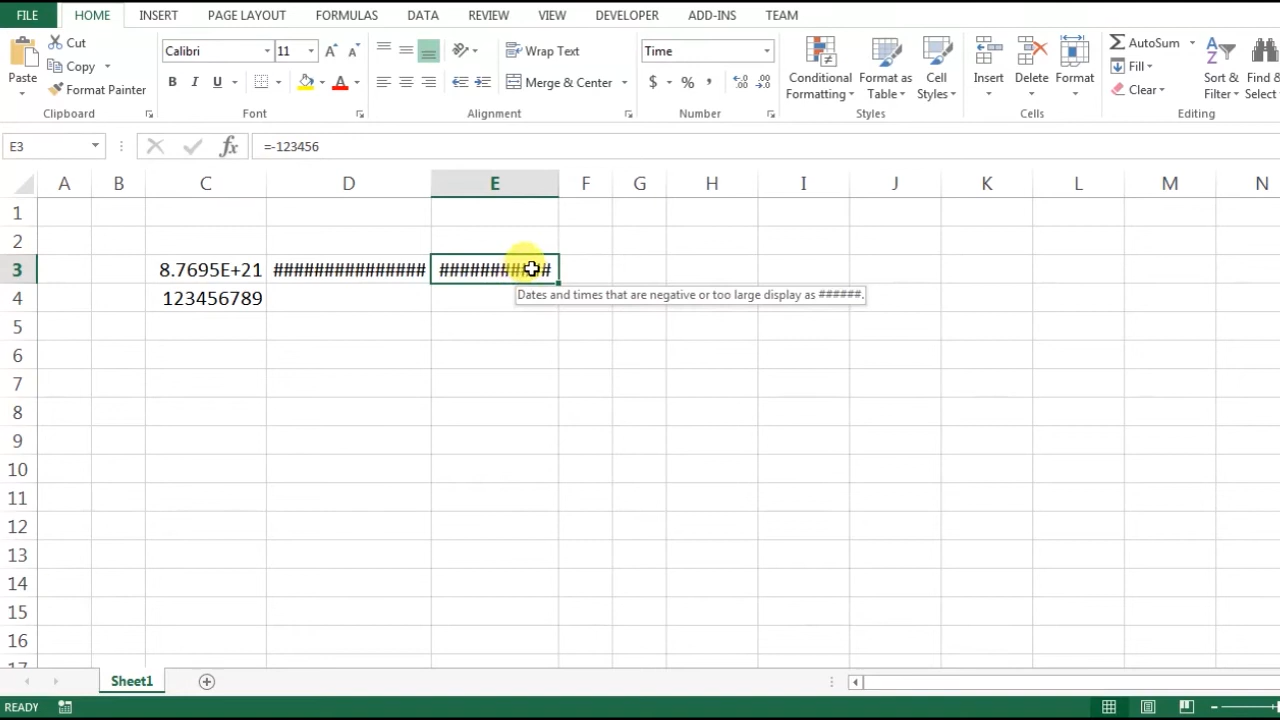 FILE HOME INSERT PAGE LAYOUT FORMULAS DATA REVIEW VIEW DEVELOPER ADD-INS TEAM
Paste
Cut
Copy
Format Painter
Clipboard
Calibri 11
B I U A
Font
Wrap Text
Merge & Center
Alignment
Time
$ % ,
Number
Conditional Formatting
Format as Table
Cell Styles
Styles
Insert Delete Format
Cells
AutoSum
Fill
Clear
Sort & Filter
Find & Select
Editing
E3 fx =-123456
A B C D E F G H I J K L M N
1
2
3 8.7695E+21 ############### ###########
4 123456789
Dates and times that are negative or too large display as ######.
5
6
7
8
9
10
11
12
13
14
15
16
17
Sheet1
READY